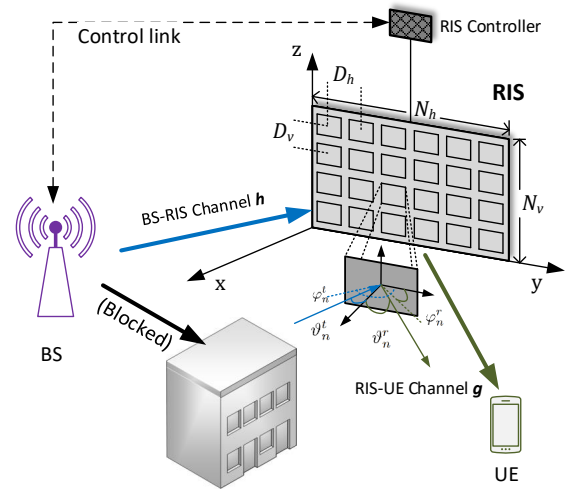 RIS Controller
Control link
z
D_h
N_h
RIS
D_v
N_v
BS-RIS Channel h
x
y
φ_n^t
φ_n^r
ϑ_n^t
ϑ_n^r
BS
(Blocked)
RIS-UE Channel g
UE